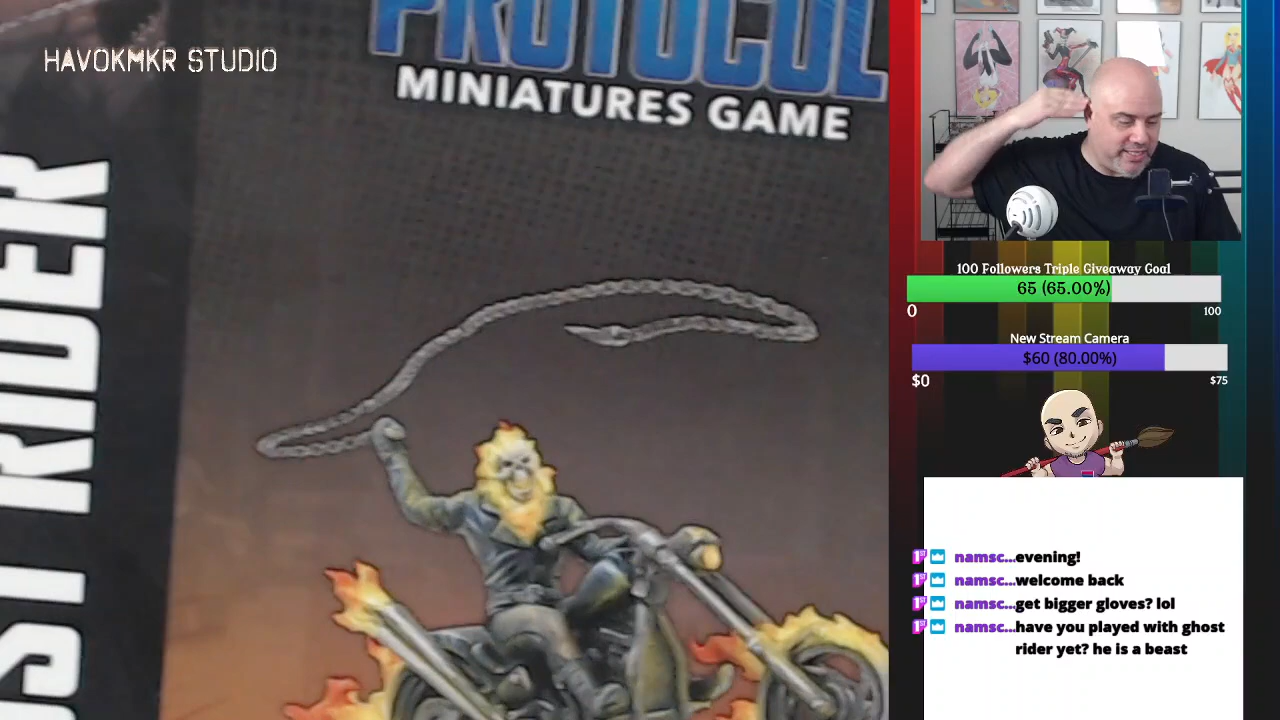 HAVOKMKR STUDIO
PROTOCOL
MINIATURES GAME
ST RIDER
100 Followers Triple Giveaway Goal
65 (65.00%)
0
100
New Stream Camera
$60 (80.00%)
$0
$75
namsc...evening!
namsc...welcome back
namsc...get bigger gloves? lol
namsc...have you played with ghost
rider yet? he is a beast